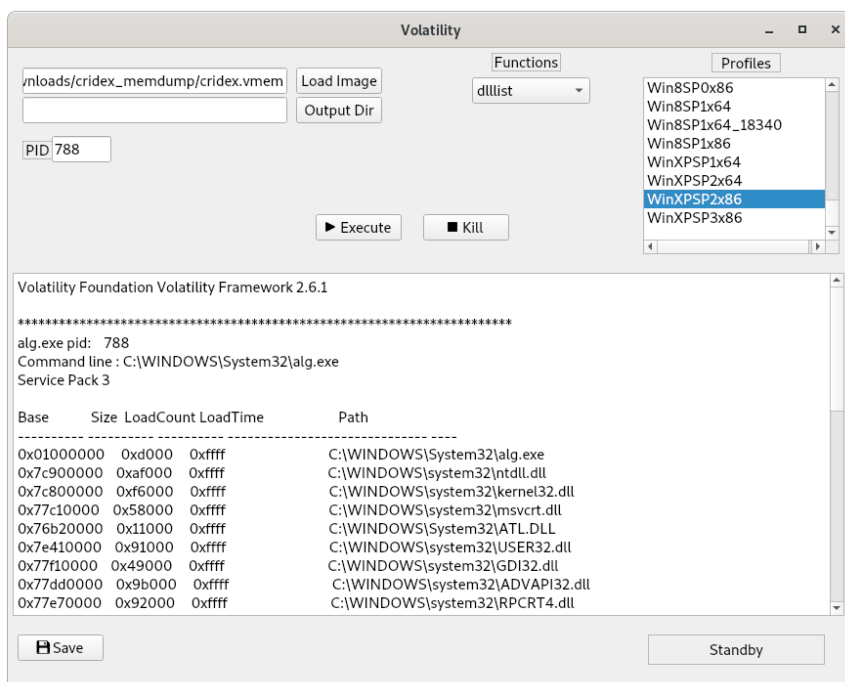 Volatility
/nloads/cridex_memdump/cridex.vmem
Load Image
Output Dir
PID 788
Functions
dlllist
Profiles
Win8SP0x86
Win8SP1x64
Win8SP1x64_18340
Win8SP1x86
WinXPSP1x64
WinXPSP2x64
WinXPSP2x86
WinXPSP3x86
Execute
Kill
Volatility Foundation Volatility Framework 2.6.1
************************************************************************
alg.exe pid: 788
Command line : C:\WINDOWS\System32\alg.exe
Service Pack 3
Base Size LoadCount LoadTime Path
---------- ---------- ---------- ------------------------------ ----
0x01000000 0xd000 0xffff C:\WINDOWS\System32\alg.exe
0x7c900000 0xaf000 0xffff C:\WINDOWS\system32\ntdll.dll
0x7c800000 0xf6000 0xffff C:\WINDOWS\system32\kernel32.dll
0x77c10000 0x58000 0xffff C:\WINDOWS\system32\msvcrt.dll
0x76b20000 0x11000 0xffff C:\WINDOWS\System32\ATL.DLL
0x7e410000 0x91000 0xffff C:\WINDOWS\system32\USER32.dll
0x77f10000 0x49000 0xffff C:\WINDOWS\system32\GDI32.dll
0x77dd0000 0x9b000 0xffff C:\WINDOWS\system32\ADVAPI32.dll
0x77e70000 0x92000 0xffff C:\WINDOWS\system32\RPCRT4.dll
Save
Standby